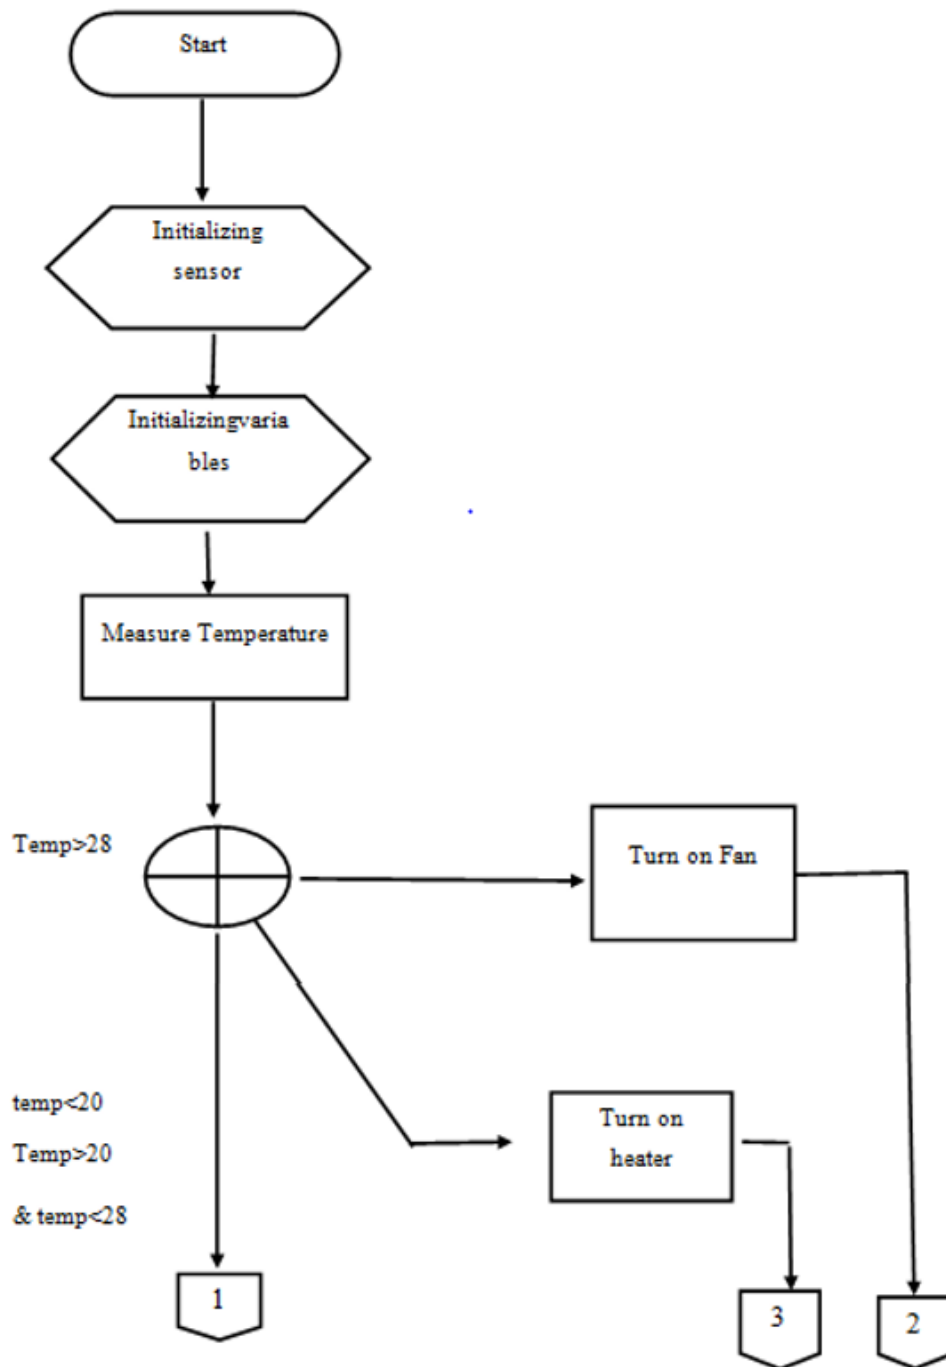 Start
Initializing
sensor
Initializingvaria
bles
Measure Temperature
Temp>28
Turn on Fan
temp<20
Temp>20
& temp<28
Turn on
heater
1
3
2